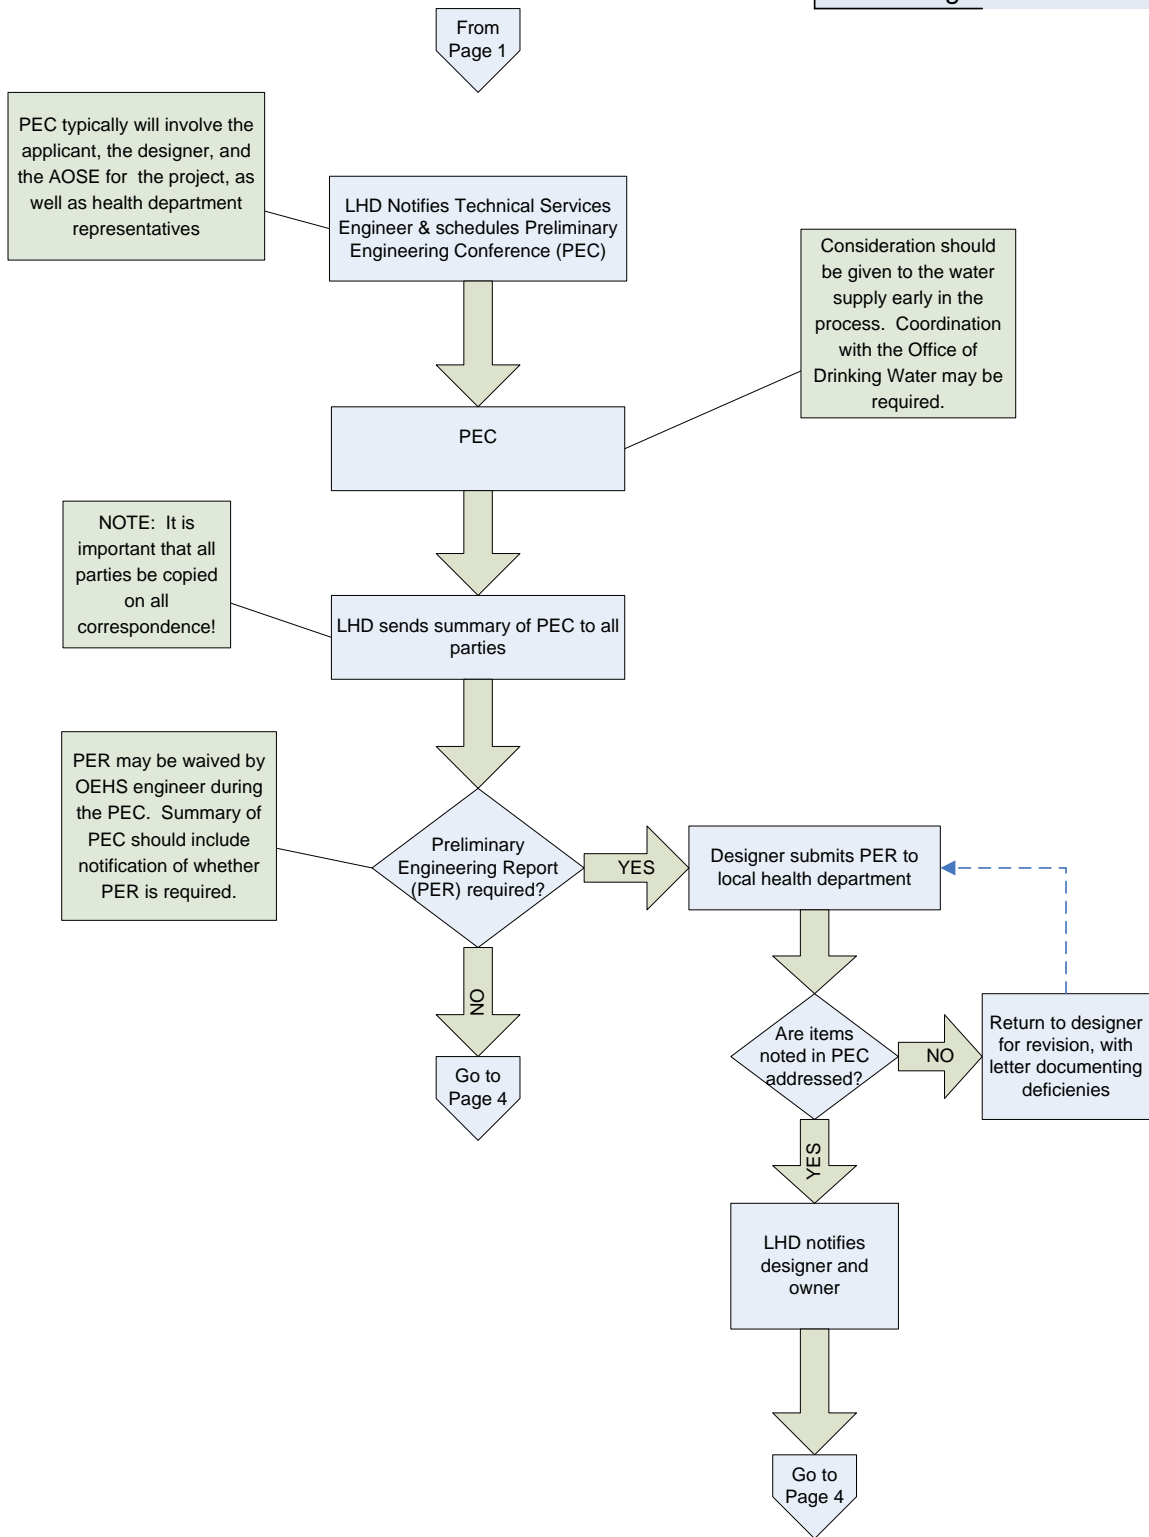 From
Page 1
PEC typically will involve the
applicant, the designer, and
the AOSE for the project, as
well as health department
representatives
LHD Notifies Technical Services
Engineer & schedules Preliminary
Engineering Conference (PEC)
Consideration should
be given to the water
supply early in the
process. Coordination
with the Office of
Drinking Water may be
required.
PEC
NOTE: It is
important that all
parties be copied
on all
correspondence!
LHD sends summary of PEC to all
parties
PER may be waived by
OEHS engineer during
the PEC. Summary of
PEC should include
notification of whether
PER is required.
Preliminary
Engineering Report
(PER) required?
YES
Designer submits PER to
local health department
NO
Go to
Page 4
Are items
noted in PEC
addressed?
NO
Return to designer
for revision, with
letter documenting
deficienies
YES
LHD notifies
designer and
owner
Go to
Page 4